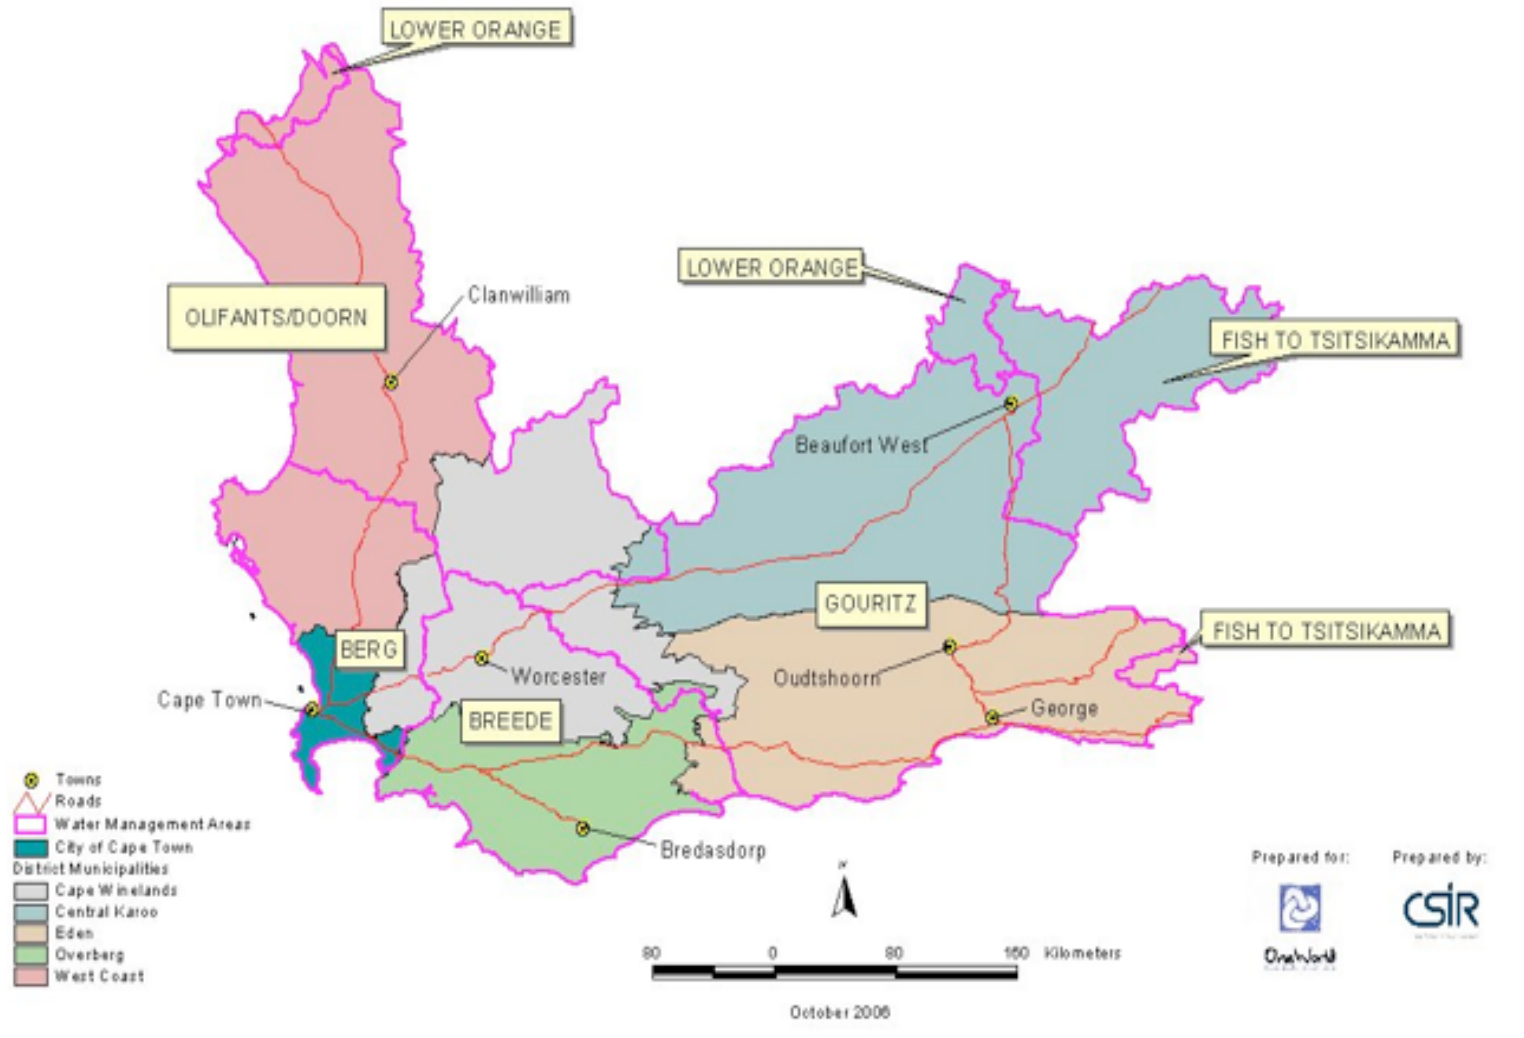 LOWER ORANGE
LOWER ORANGE
OLIFANTS/DOORN
Clanwilliam
FISH TO TSITSIKAMMA
Beaufort West
GOURITZ
FISH TO TSITSIKAMMA
BERG
Oudtshoorn
Worcester
Cape Town
George
BREEDE
Bredasdorp
Towns
Roads
Water Management Areas
City of Cape Town
District Municipalities
Cape Winelands
Central Karoo
Eden
Overberg
West Coast
N
80 0 80 160 Kilometers
October 2006
Prepared for:
OneWorld
Prepared by:
CSIR